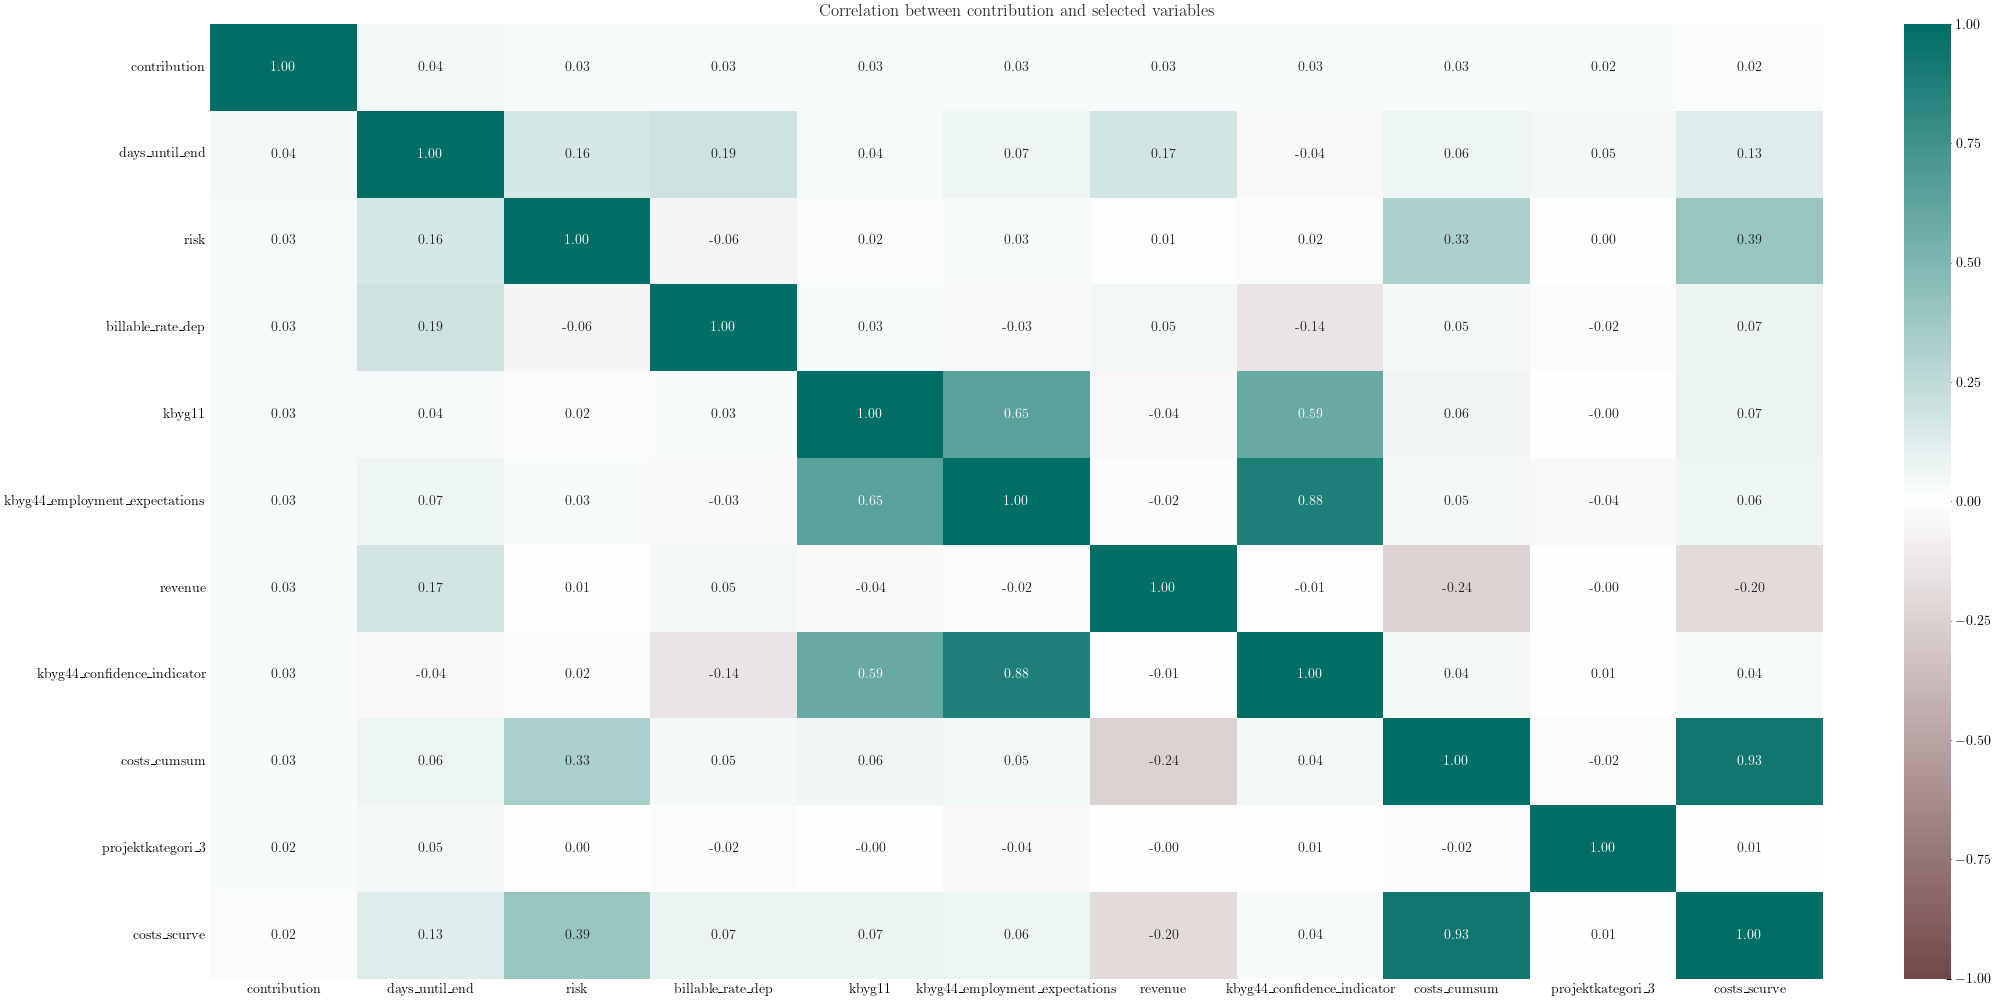 Correlation between contribution and selected variables
contribution 1.00 0.04 0.03 0.03 0.03 0.03 0.03 0.03 0.03 0.02 0.02
days_until_end 0.04 1.00 0.16 0.19 0.04 0.07 0.17 -0.04 0.06 0.05 0.13
risk 0.03 0.16 1.00 -0.06 0.02 0.03 0.01 0.02 0.33 0.00 0.39
billable_rate_dep 0.03 0.19 -0.06 1.00 0.03 -0.03 0.05 -0.14 0.05 -0.02 0.07
kbyg11 0.03 0.04 0.02 0.03 1.00 0.65 -0.04 0.59 0.06 -0.00 0.07
kbyg44_employment_expectations 0.03 0.07 0.03 -0.03 0.65 1.00 -0.02 0.88 0.05 -0.04 0.06
revenue 0.03 0.17 0.01 0.05 -0.04 -0.02 1.00 -0.01 -0.24 -0.00 -0.20
kbyg44_confidence_indicator 0.03 -0.04 0.02 -0.14 0.59 0.88 -0.01 1.00 0.04 0.01 0.04
costs_cumsum 0.03 0.06 0.33 0.05 0.06 0.05 -0.24 0.04 1.00 -0.02 0.93
projektkategori_3 0.02 0.05 0.00 -0.02 -0.00 -0.04 -0.00 0.01 -0.02 1.00 0.01
costs_scurve 0.02 0.13 0.39 0.07 0.07 0.06 -0.20 0.04 0.93 0.01 1.00
contribution days_until_end risk billable_rate_dep kbyg11 kbyg44_employment_expectations revenue kbyg44_confidence_indicator costs_cumsum projektkategori_3 costs_scurve
1.00
0.75
0.50
0.25
0.00
−0.25
−0.50
−0.75
−1.00